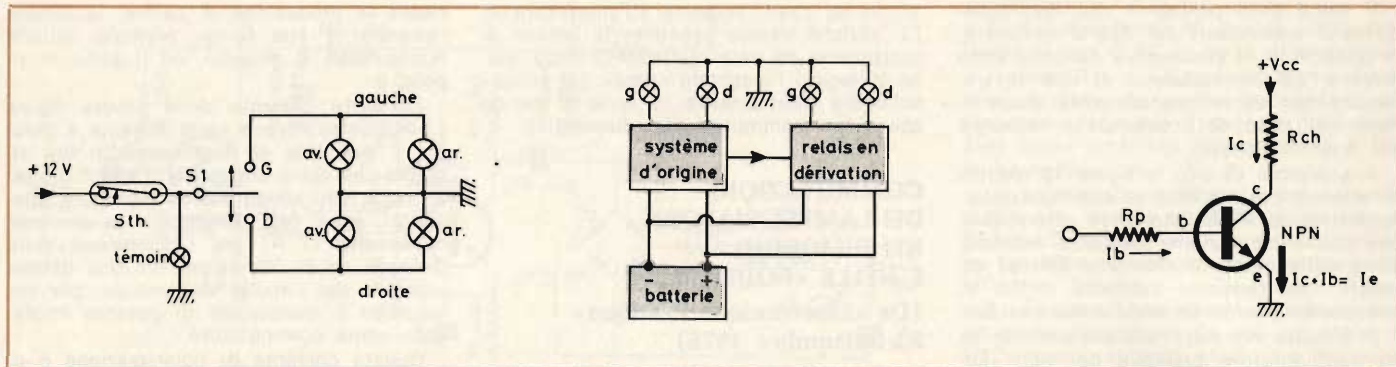 gauche
av.
ar.
+12 V
S1
G
D
Sth.
témoin
av.
ar.
droite
g
d
g
d
système
d'origine
relais en
dérivation
-
+
batterie
+Vcc
Ic
Rch
c
Rp
b
NPN
Ib
e
Ic+Ib= Ie